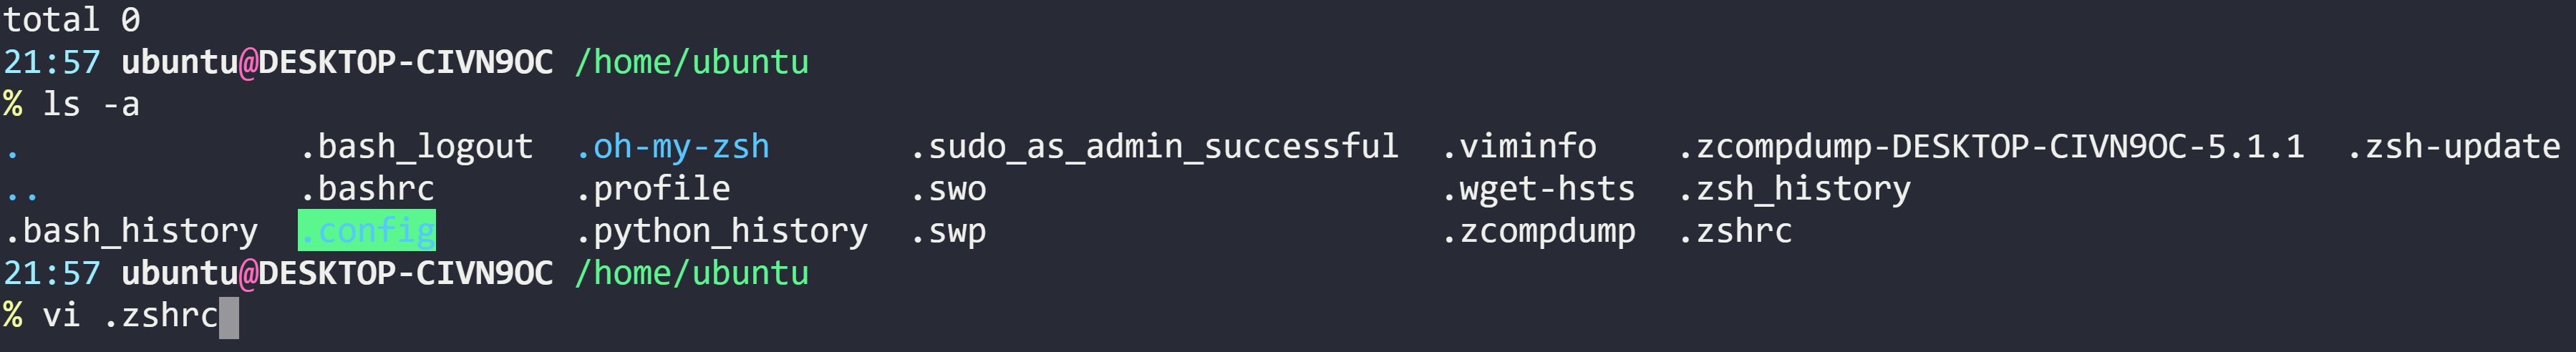 total 0
21:57 ubuntu@DESKTOP-CIVN9OC /home/ubuntu
% ls -a
. .bash_logout .oh-my-zsh .sudo_as_admin_successful .viminfo .zcompdump-DESKTOP-CIVN9OC-5.1.1 .zsh-update
.. .bashrc .profile .swo .wget-hsts .zsh_history
.bash_history .config .python_history .swp .zcompdump .zshrc
21:57 ubuntu@DESKTOP-CIVN9OC /home/ubuntu
% vi .zshrc